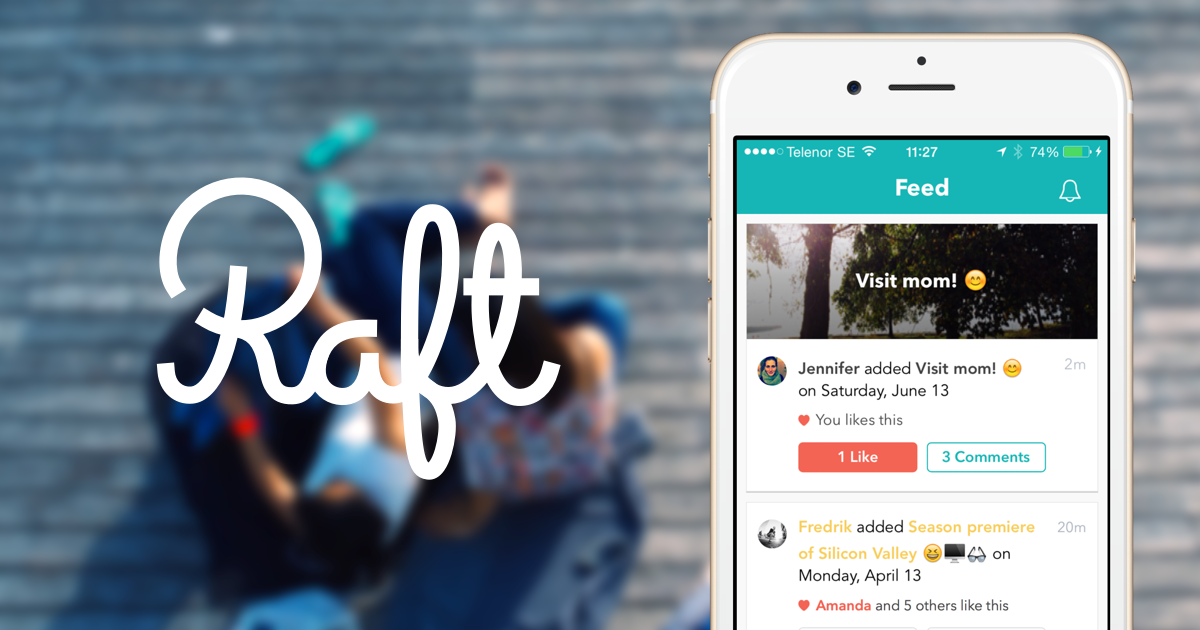 Raft
Telenor SE 11:27 74%
Feed
Visit mom! 😊
Jennifer added Visit mom! 😊
2m
on Saturday, June 13
You likes this
1 Like
3 Comments
Fredrik added Season premiere
20m
of Silicon Valley 😆🖥👓 on
Monday, April 13
Amanda and 5 others like this